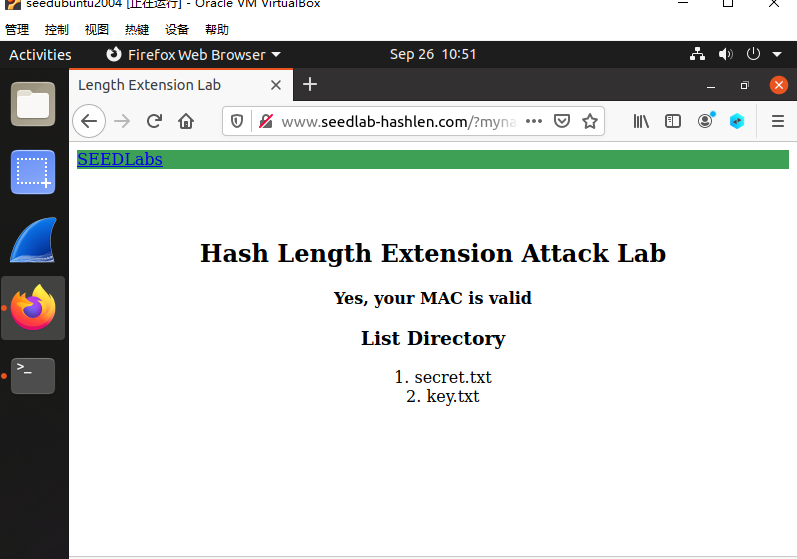 seedubuntu2004 [正在运行] - Oracle VM VirtualBox
管理 控制 视图 热键 设备 帮助
Activities Firefox Web Browser Sep 26 10:51
Length Extension Lab
www.seedlab-hashlen.com/?myna
SEEDLabs
Hash Length Extension Attack Lab
Yes, your MAC is valid
List Directory
1. secret.txt
2. key.txt